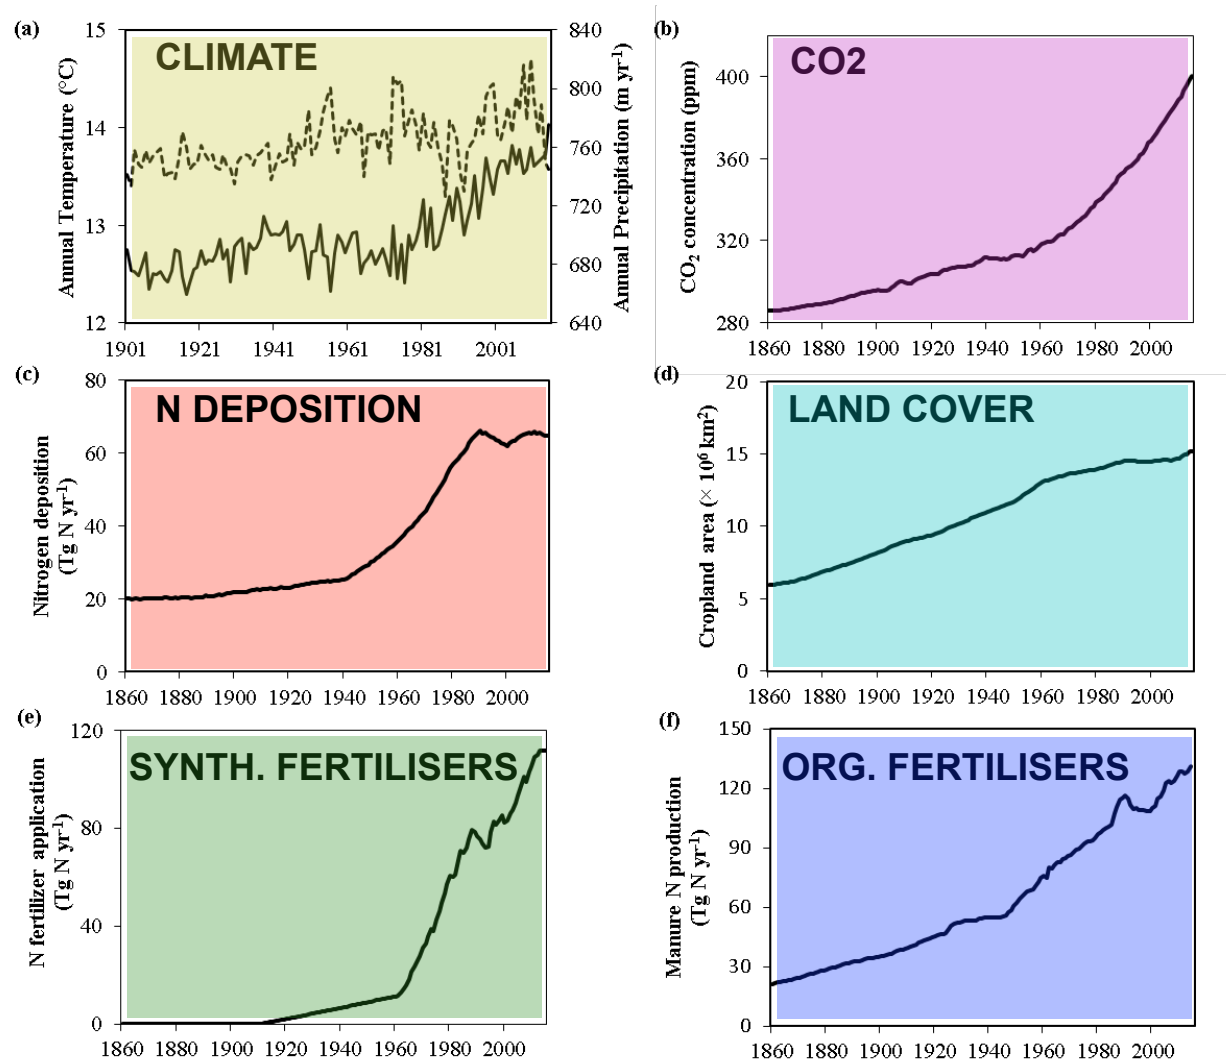 (a)
CLIMATE
Annual Temperature (°C)
15
14
13
12
Annual Precipitation (m yr-1)
840
800
760
720
680
640
1901 1921 1941 1961 1981 2001
(b)
CO2
CO2 concentration (ppm)
400
360
320
280
1860 1880 1900 1920 1940 1960 1980 2000
(c)
N DEPOSITION
Nitrogen deposition
(Tg N yr-1)
80
60
40
20
0
1860 1880 1900 1920 1940 1960 1980 2000
(d)
LAND COVER
Cropland area (× 10⁶ km²)
20
15
10
5
0
1860 1880 1900 1920 1940 1960 1980 2000
(e)
SYNTH. FERTILISERS
N fertilizer application
(Tg N yr-1)
120
80
40
0
1860 1880 1900 1920 1940 1960 1980 2000
(f)
ORG. FERTILISERS
Manure N production
(Tg N yr-1)
150
120
90
60
30
0
1860 1880 1900 1920 1940 1960 1980 2000